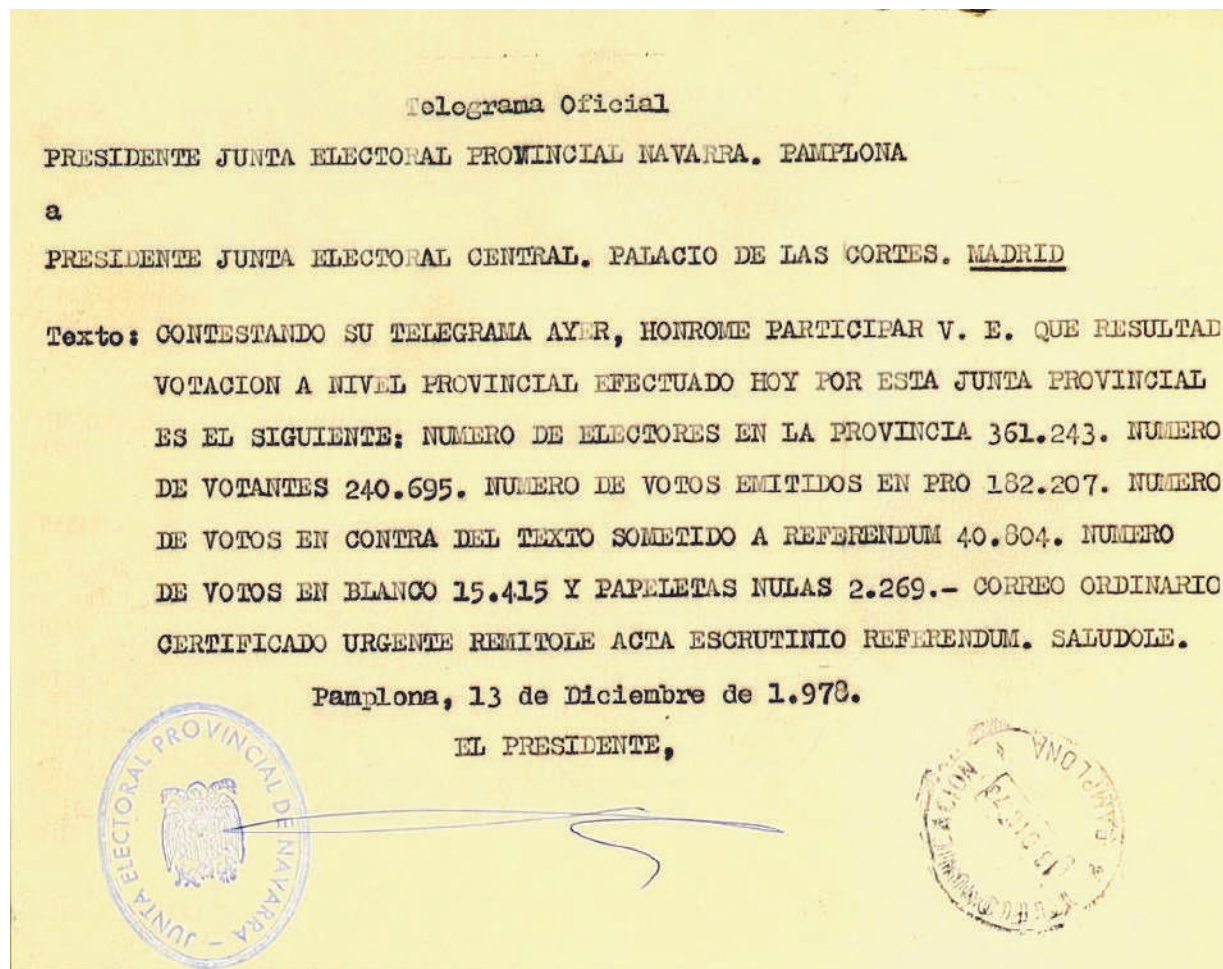 Telegrama Oficial
PRESIDENTE JUNTA ELECTORAL PROVINCIAL NAVARRA. PAMPLONA
a
PRESIDENTE JUNTA ELECTORAL CENTRAL. PALACIO DE LAS CORTES. MADRID
Texto: CONTESTANDO SU TELEGRAMA AYER, HONROME PARTICIPAR V. E. QUE RESULTAD
VOTACION A NIVEL PROVINCIAL EFECTUADO HOY POR ESTA JUNTA PROVINCIAL
ES EL SIGUIENTE: NUMERO DE ELECTORES EN LA PROVINCIA 361.243. NUMERO
DE VOTANTES 240.695. NUMERO DE VOTOS EMITIDOS EN PRO 182.207. NUMERO
DE VOTOS EN CONTRA DEL TEXTO SOMETIDO A REFERENDUM 40.804. NUMERO
DE VOTOS EN BLANCO 15.415 Y PAPELETAS NULAS 2.269.- CORREO ORDINARIO
CERTIFICADO URGENTE REMITOLE ACTA ESCRUTINIO REFERENDUM. SALUDOLE.
Pamplona, 13 de Diciembre de 1.978.
EL PRESIDENTE,
JUNTA ELECTORAL PROVINCIAL DE NAVARRA -
PAMPLONA